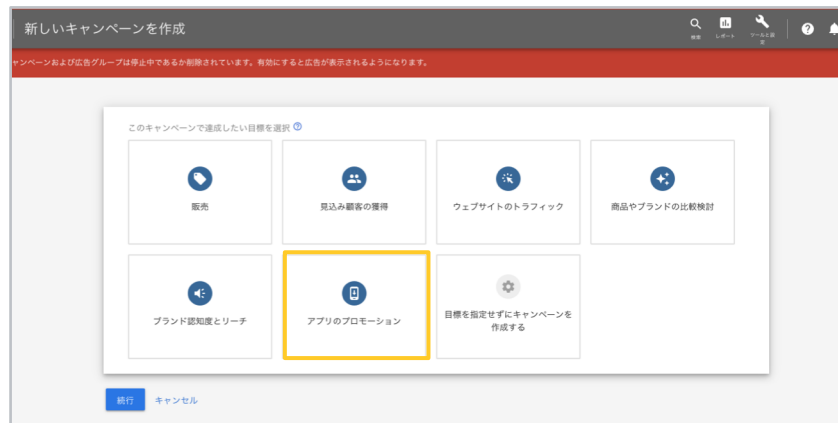 新しいキャンペーンを作成
検索
レポート
ツールと設
定
ャンペーンおよび広告グループは停止中であるか削除されています。有効にすると広告が表示されるようになります。
このキャンペーンで達成したい目標を選択
販売
見込み顧客の獲得
ウェブサイトのトラフィック
商品やブランドの比較検討
ブランド認知度とリーチ
アプリのプロモーション
目標を指定せずにキャンペーンを
作成する
続行
キャンセル